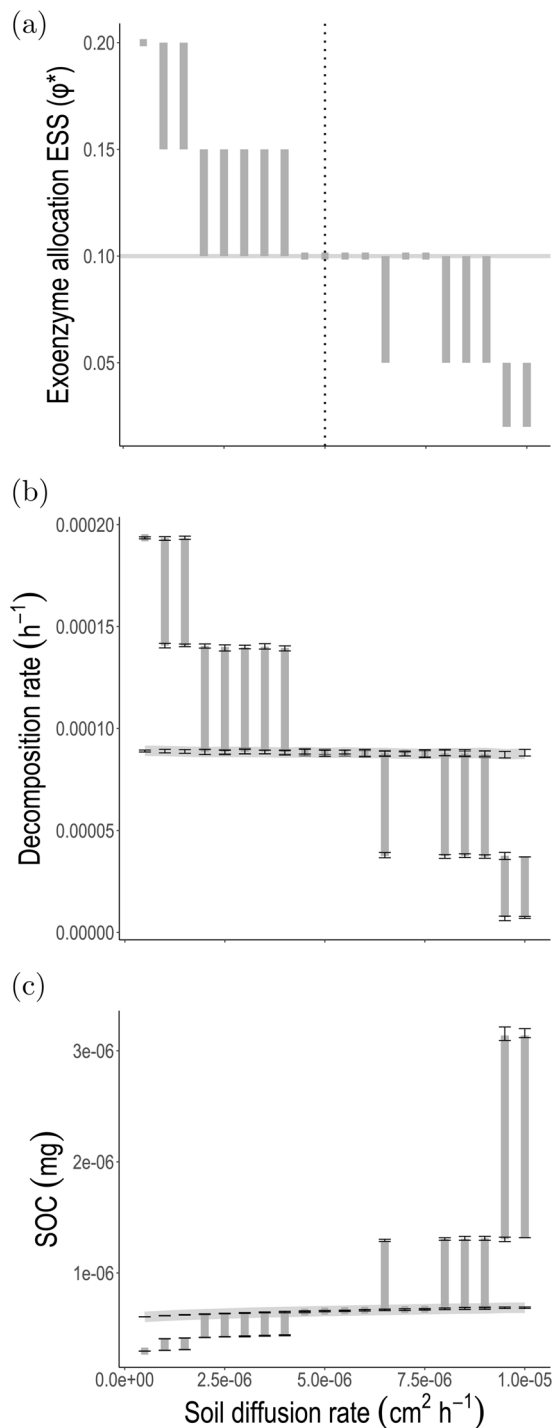 (a)
Exoenzyme allocation ESS (φ*)
0.20
0.15
0.10
0.05
(b)
Decomposition rate (h⁻¹)
0.00020
0.00015
0.00010
0.00005
0.00000
(c)
SOC (mg)
3e-06
2e-06
1e-06
0.0e+00 2.5e-06 5.0e-06 7.5e-06 1.0e-05
Soil diffusion rate (cm² h⁻¹)